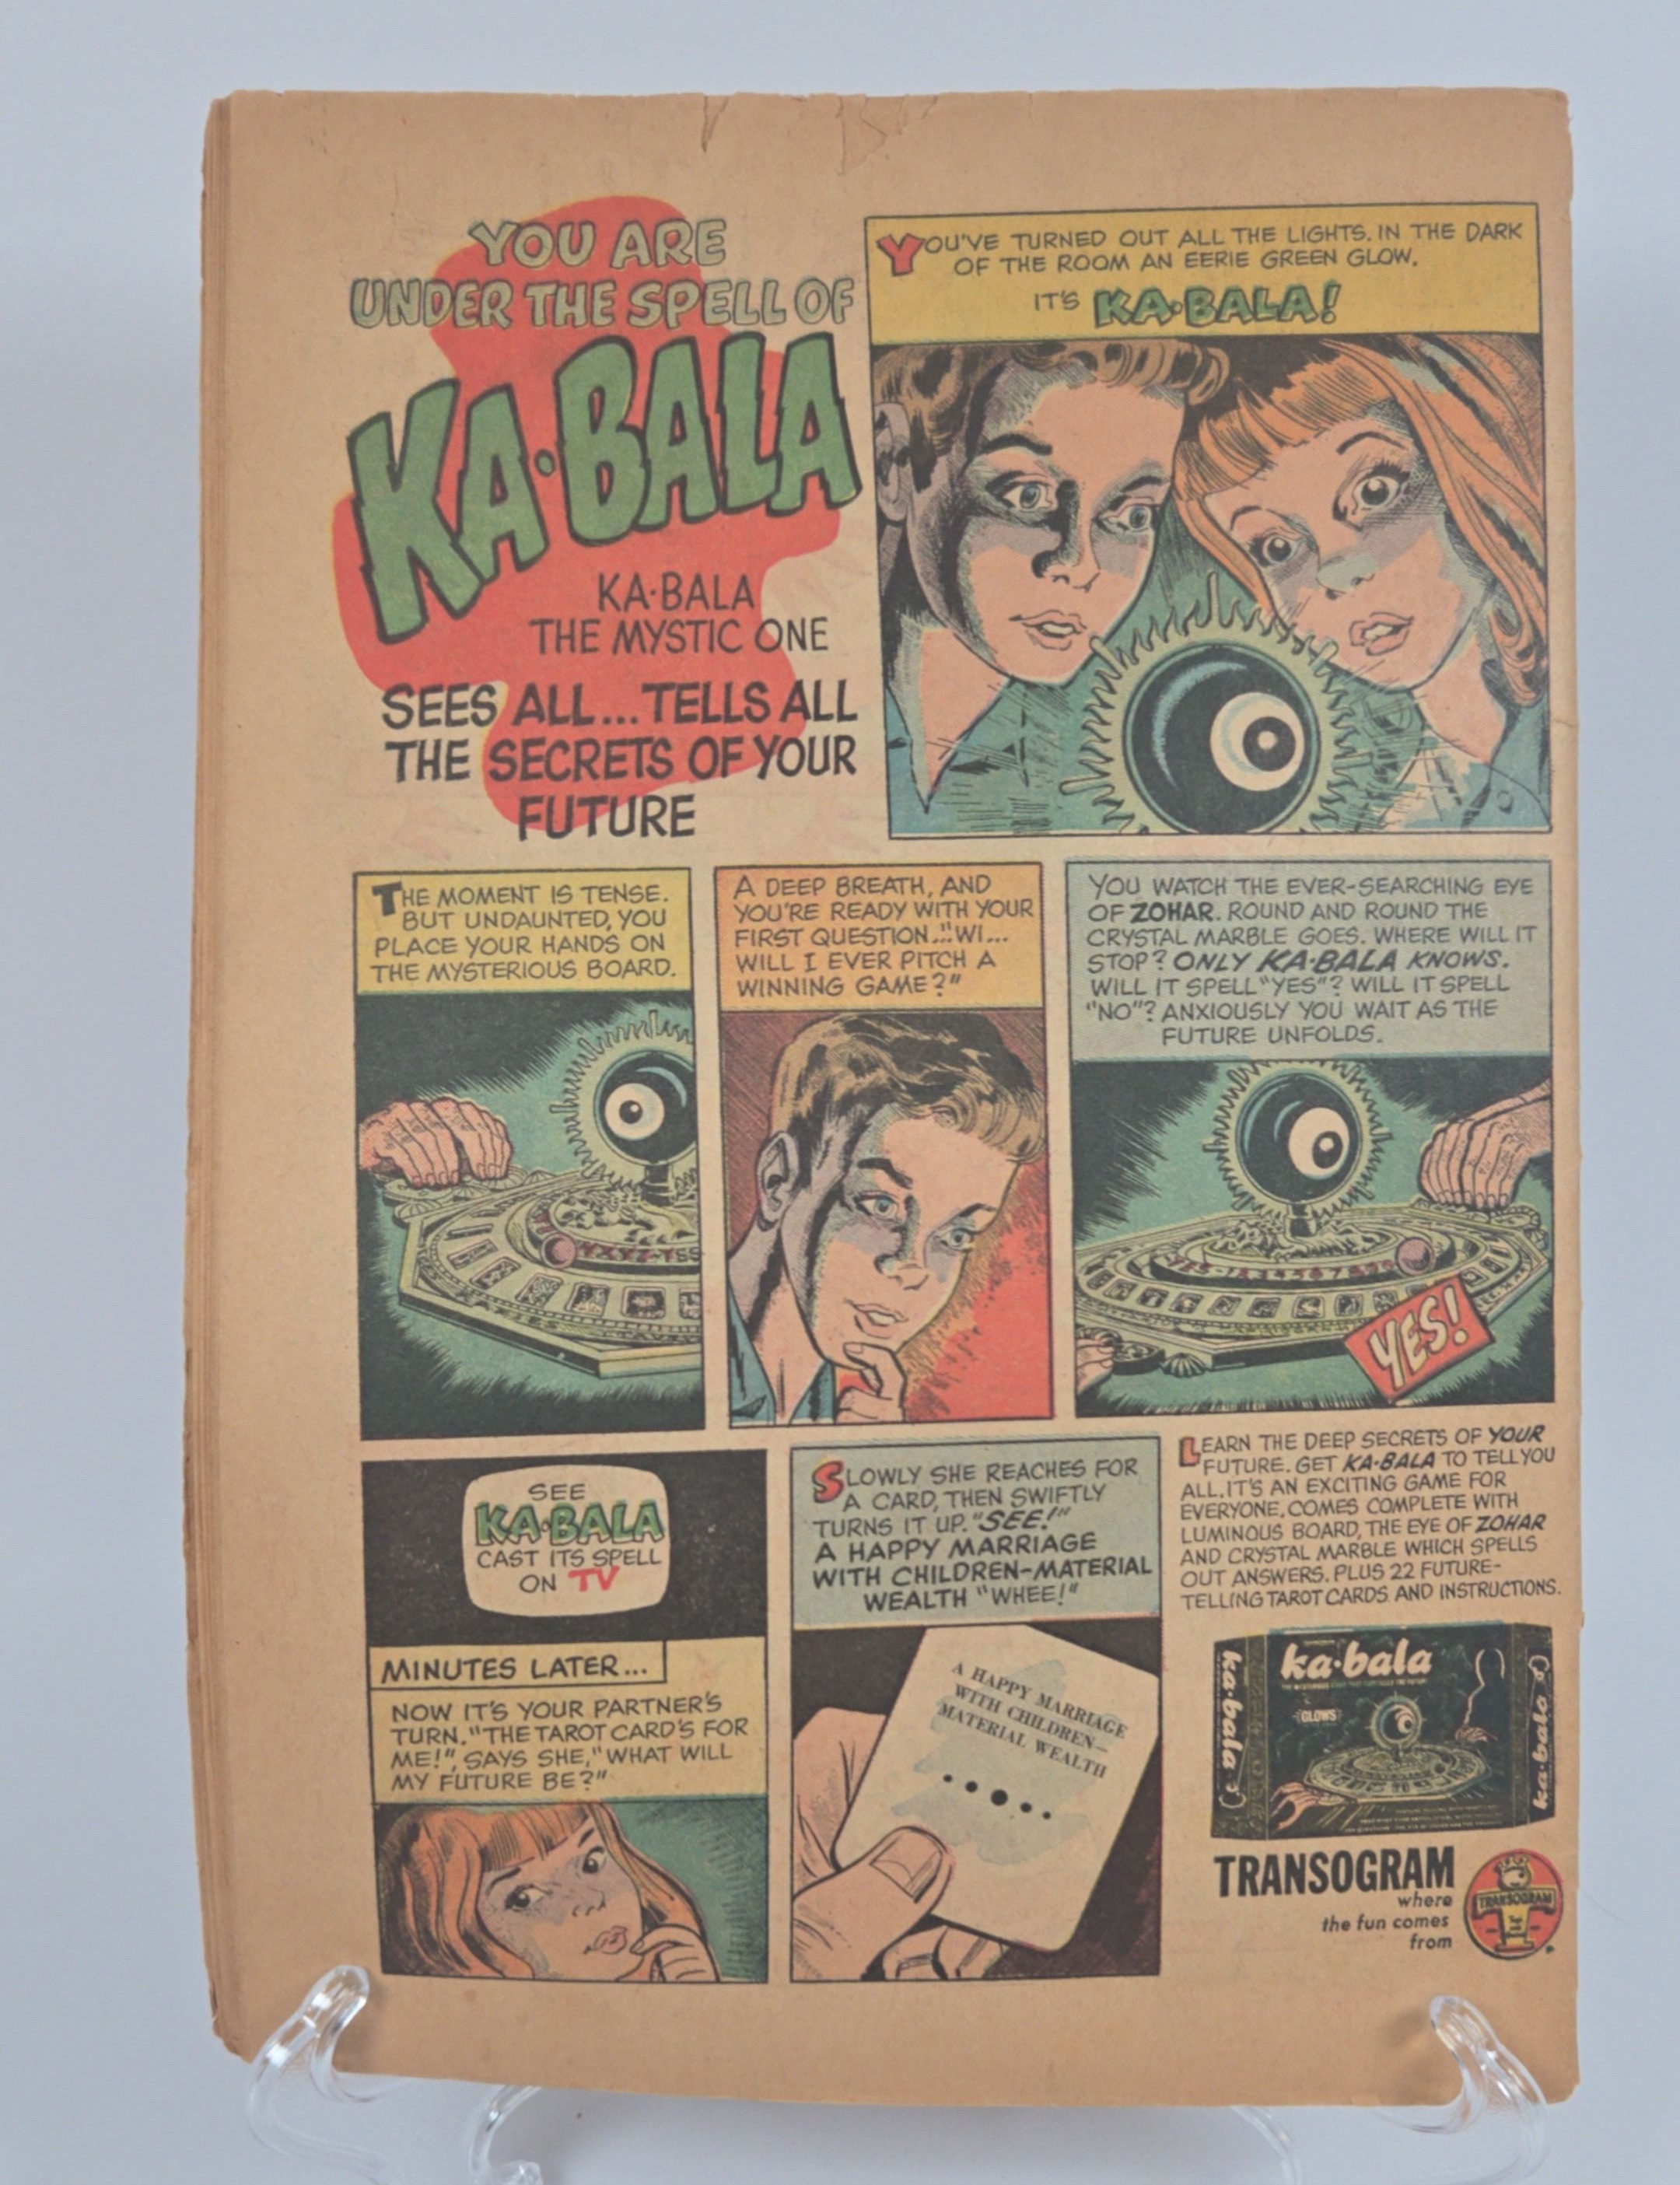 YOU ARE
UNDER THE SPELL OF
KA·BALA
KA·BALA
THE MYSTIC ONE
SEES ALL...TELLS ALL
THE SECRETS OF YOUR
FUTURE
YOU'VE TURNED OUT ALL THE LIGHTS. IN THE DARK
OF THE ROOM AN EERIE GREEN GLOW.
IT'S KA·BALA!
THE MOMENT IS TENSE.
BUT UNDAUNTED, YOU
PLACE YOUR HANDS ON
THE MYSTERIOUS BOARD.
A DEEP BREATH, AND
YOU'RE READY WITH YOUR
FIRST QUESTION..."WI...
WILL I EVER PITCH A
WINNING GAME?"
YOU WATCH THE EVER-SEARCHING EYE
OF ZOHAR. ROUND AND ROUND THE
CRYSTAL MARBLE GOES. WHERE WILL IT
STOP? ONLY KA·BALA KNOWS.
WILL IT SPELL "YES"? WILL IT SPELL
"NO"? ANXIOUSLY YOU WAIT AS THE
FUTURE UNFOLDS.
YES!
SEE
KA·BALA
CAST ITS SPELL
ON TV
MINUTES LATER...
NOW IT'S YOUR PARTNER'S
TURN. "THE TAROT CARD'S FOR
ME!", SAYS SHE, "WHAT WILL
MY FUTURE BE?"
SLOWLY SHE REACHES FOR
A CARD, THEN SWIFTLY
TURNS IT UP. "SEE!"
A HAPPY MARRIAGE
WITH CHILDREN-MATERIAL
WEALTH "WHEE!"
A HAPPY MARRIAGE
WITH CHILDREN—
MATERIAL WEALTH
LEARN THE DEEP SECRETS OF YOUR
FUTURE. GET KA·BALA TO TELL YOU
ALL. IT'S AN EXCITING GAME FOR
EVERYONE. COMES COMPLETE WITH
LUMINOUS BOARD, THE EYE OF ZOHAR
AND CRYSTAL MARBLE WHICH SPELLS
OUT ANSWERS. PLUS 22 FUTURE-
TELLING TAROT CARDS AND INSTRUCTIONS.
ka·bala
ka·bala
GLOWS
ka·bala
TRANSOGRAM
where
the fun comes
from
TRANSOGRAM